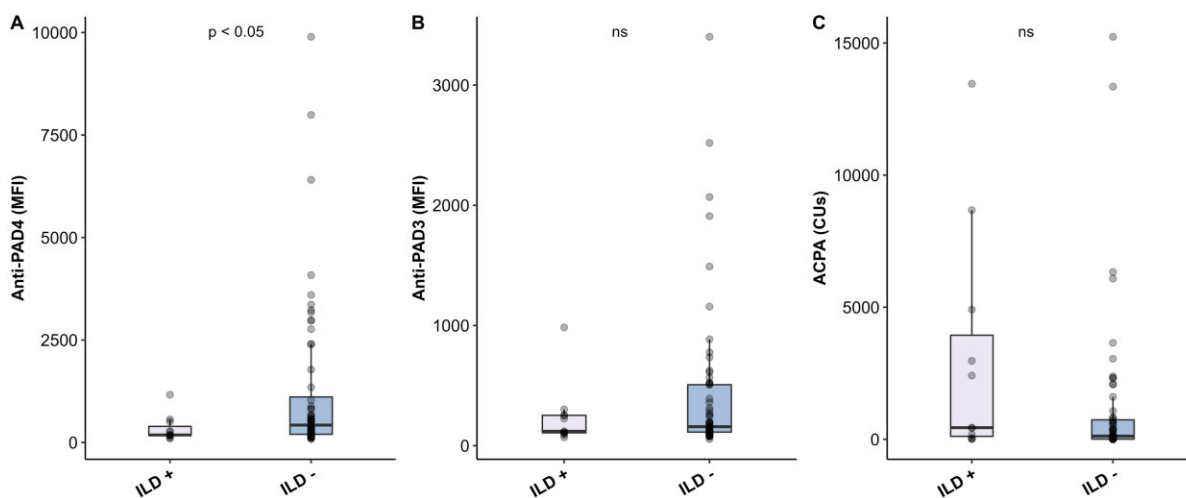 A
p < 0.05
Anti-PAD4 (MFI)
10000
7500
5000
2500
0
ILD +
ILD -
B
ns
Anti-PAD3 (MFI)
3000
2000
1000
0
ILD +
ILD -
C
ns
ACPA (CUs)
15000
10000
5000
0
ILD +
ILD -